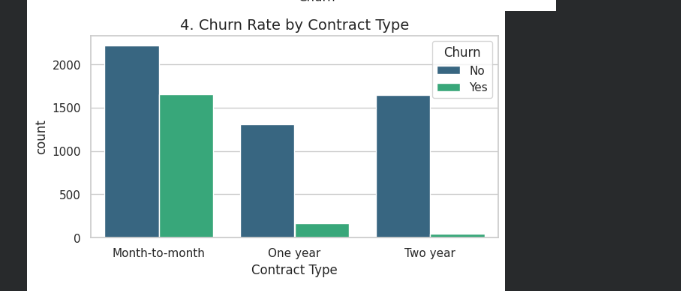 4. Churn Rate by Contract Type
Churn
No
Yes
count
2000
1500
1000
500
0
Month-to-month
One year
Two year
Contract Type